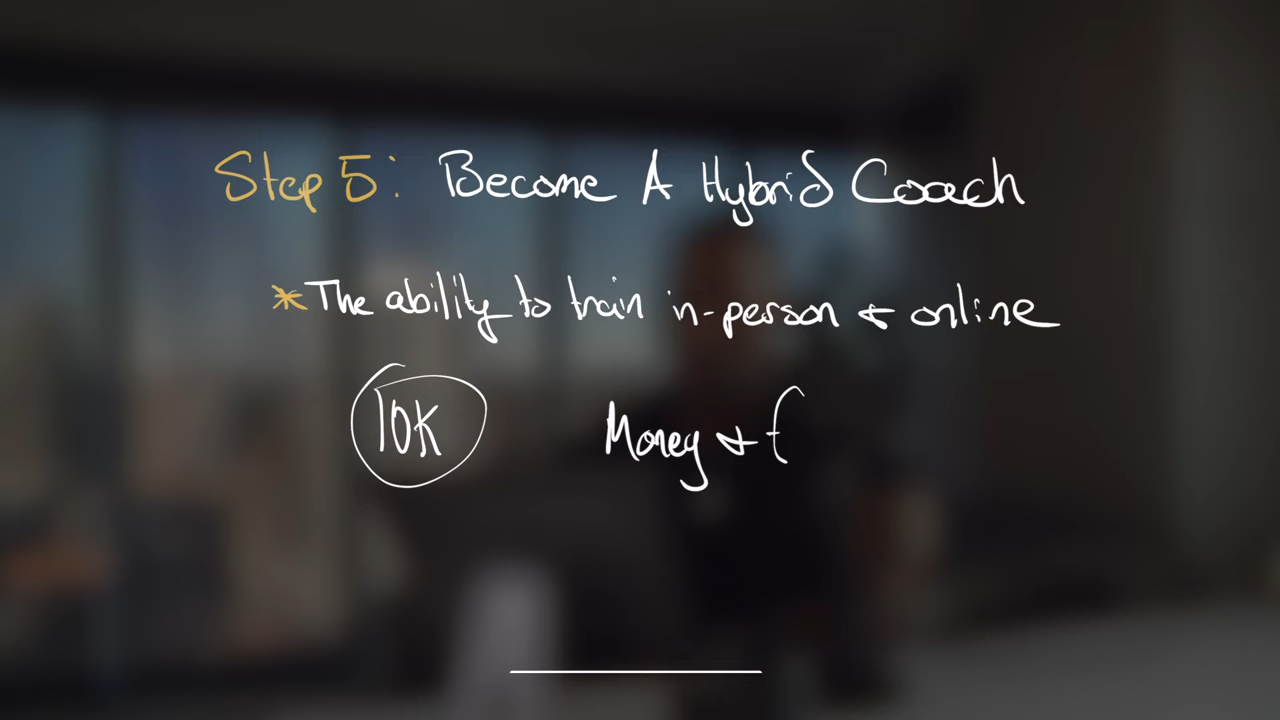 Step 5: Become A Hybrid Coach
* The ability to train in-person & online
10K
Money & f